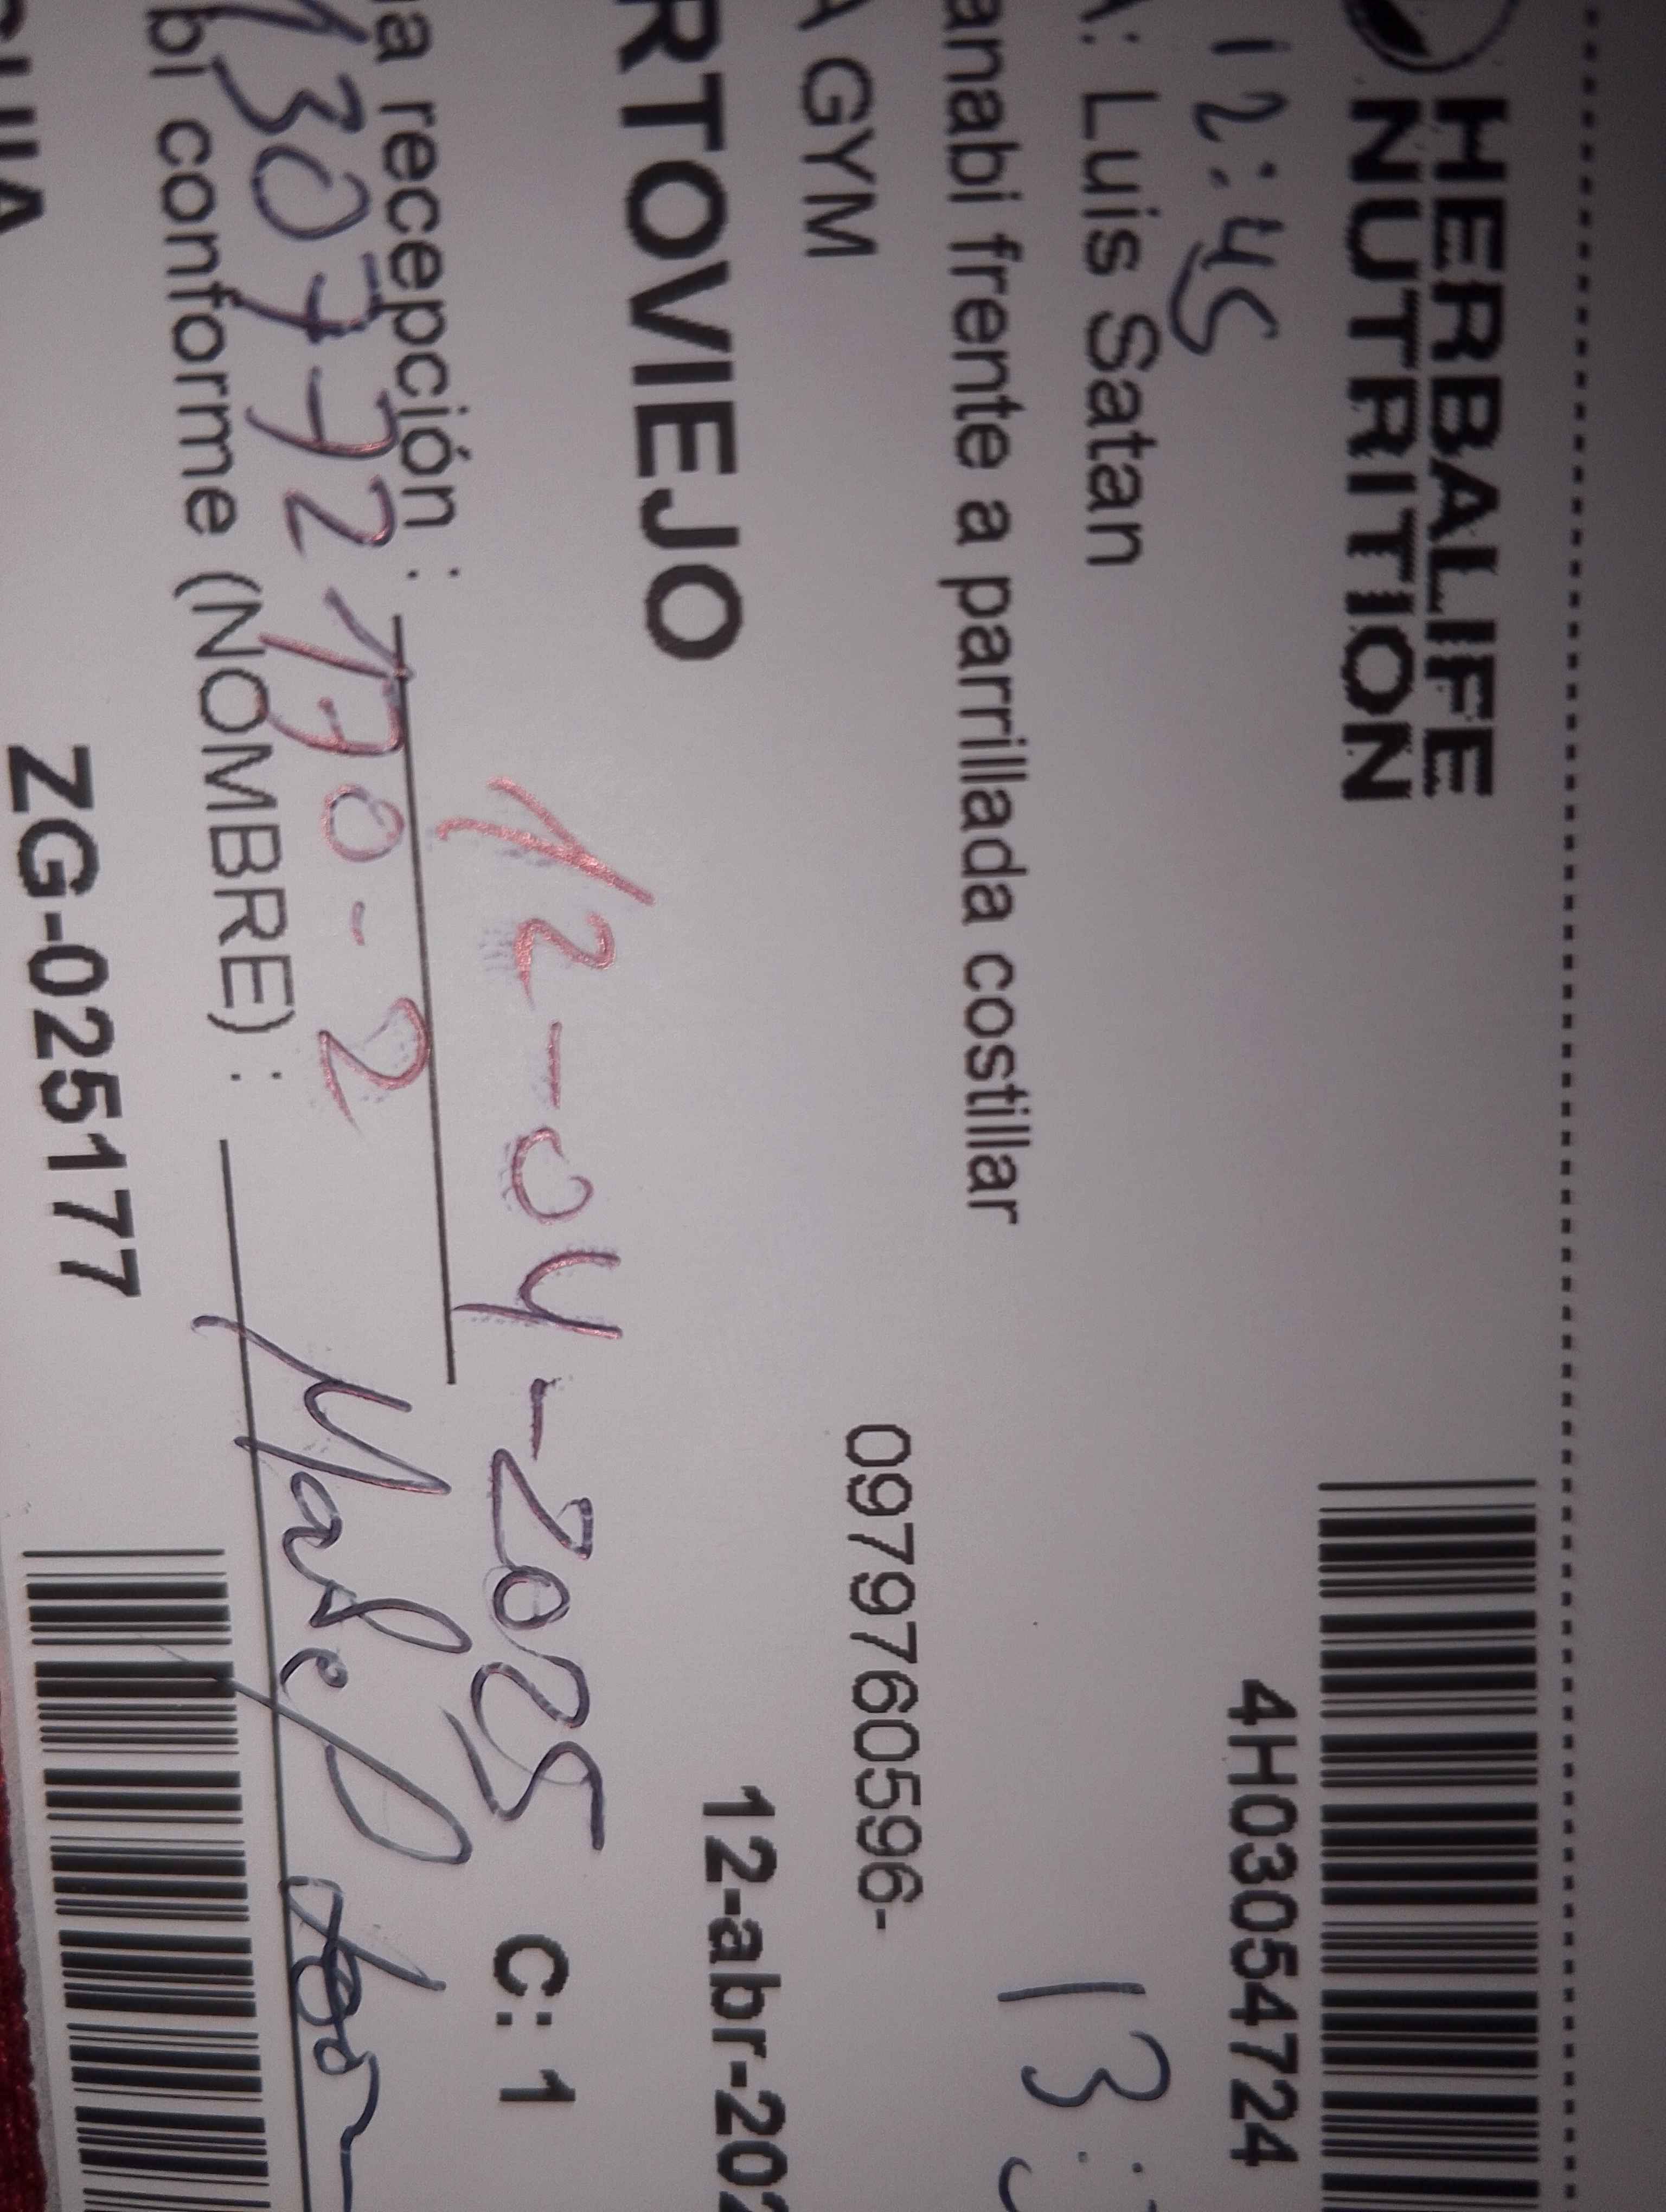 HERBALIFE
NUTRITION
12:45
4H03054724
A: Luis Satan
13:
anabi frente a parrillada costillar
A GYM
0979760596-
RTOVIEJO
12-abr-202
12-04-2025 C: 1
a recepción :
130772170-2
bi conforme (NOMBRE) :
ZG-025177